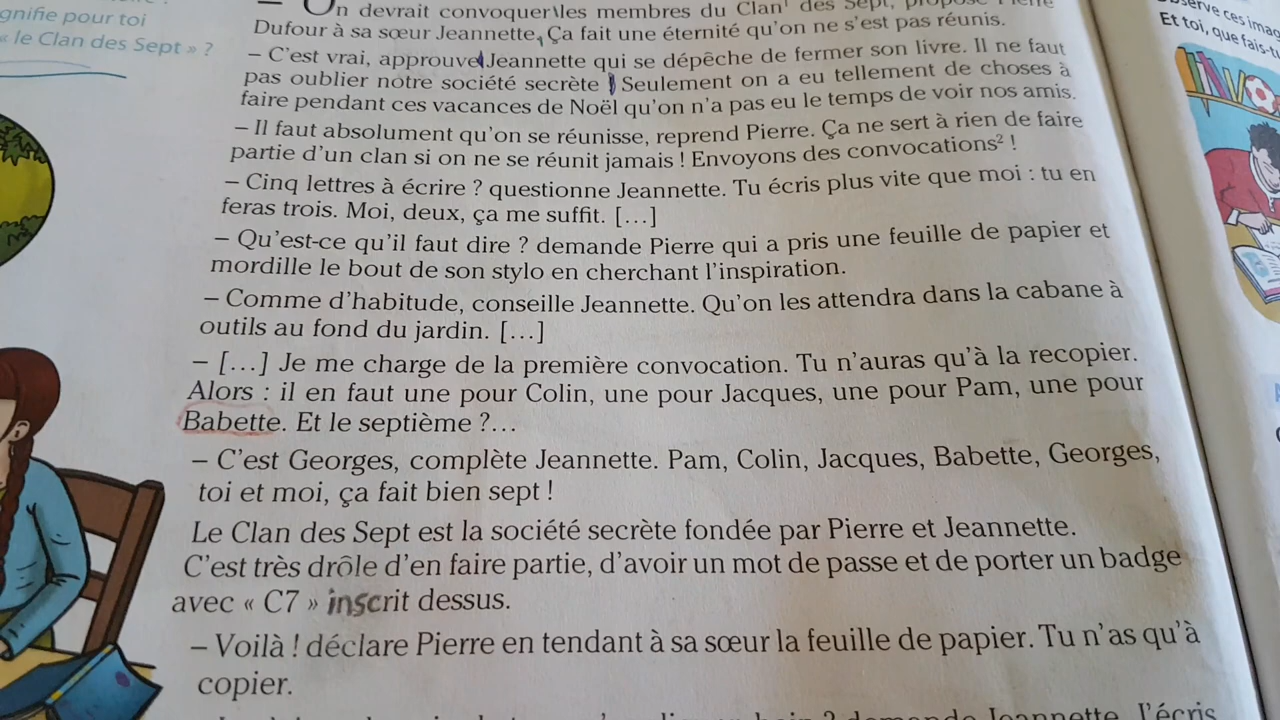 gnifie pour toi
« le Clan des Sept » ?
– On devrait convoquer les membres du Clan¹ des Sept, propose Pierre
Dufour à sa sœur Jeannette. Ça fait une éternité qu'on ne s'est pas réunis.
– C'est vrai, approuve Jeannette qui se dépêche de fermer son livre. Il ne faut
pas oublier notre société secrète ! Seulement on a eu tellement de choses à
faire pendant ces vacances de Noël qu'on n'a pas eu le temps de voir nos amis.
– Il faut absolument qu'on se réunisse, reprend Pierre. Ça ne sert à rien de faire
partie d'un clan si on ne se réunit jamais ! Envoyons des convocations² !
– Cinq lettres à écrire ? questionne Jeannette. Tu écris plus vite que moi : tu en
feras trois. Moi, deux, ça me suffit. [...]
– Qu'est-ce qu'il faut dire ? demande Pierre qui a pris une feuille de papier et
mordille le bout de son stylo en cherchant l'inspiration.
– Comme d'habitude, conseille Jeannette. Qu'on les attendra dans la cabane à
outils au fond du jardin. [...]
– [...] Je me charge de la première convocation. Tu n'auras qu'à la recopier.
Alors : il en faut une pour Colin, une pour Jacques, une pour Pam, une pour
Babette. Et le septième ?...
– C'est Georges, complète Jeannette. Pam, Colin, Jacques, Babette, Georges,
toi et moi, ça fait bien sept !
Le Clan des Sept est la société secrète fondée par Pierre et Jeannette.
C'est très drôle d'en faire partie, d'avoir un mot de passe et de porter un badge
avec « C7 » inscrit dessus.
– Voilà ! déclare Pierre en tendant à sa sœur la feuille de papier. Tu n'as qu'à
copier.
demande Jeannette, l'écris
serve ces imag
Et toi, que fais-tu